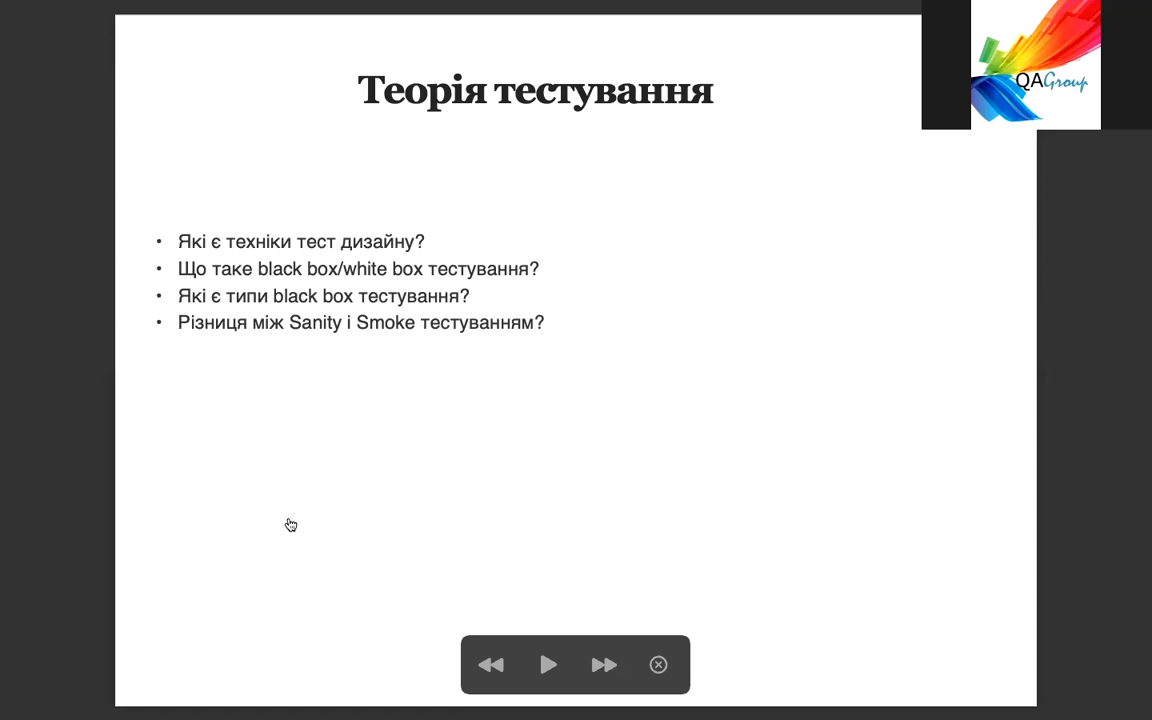 Теорія тестування
QAGroup
• Які є техніки тест дизайну?
• Що таке black box/white box тестування?
• Які є типи black box тестування?
• Різниця між Sanity і Smoke тестуванням?